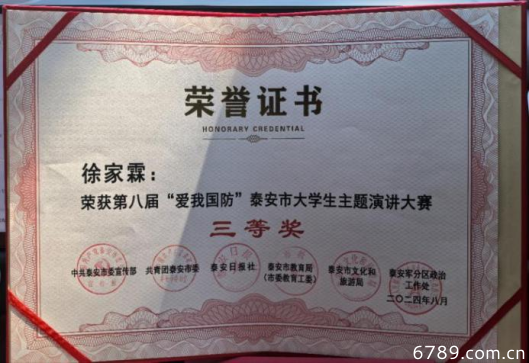 荣誉证书
HONORARY CREDENTIAL
徐家霖：
荣获第八届“爱我国防”泰安市大学生主题演讲大赛
三等奖
中共泰安市委宣传部 共青团泰安市委 泰安日报社 泰安市教育局 泰安市文化和 泰安军分区政治
(市委教育工委) 旅游局 工作处
二〇二四年八月
6789.com.cn